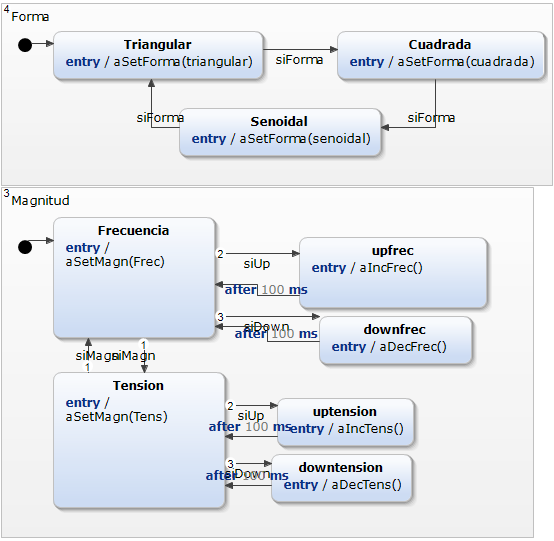 4
Forma
Triangular
entry / aSetForma(triangular)
siForma
Cuadrada
entry / aSetForma(cuadrada)
siForma
siForma
Senoidal
entry / aSetForma(senoidal)
3
Magnitud
Frecuencia
entry /
aSetMagn(Frec)
2
siUp
after 100 ms
upfrec
entry / aIncFrec()
3
siDown
after 100 ms
downfrec
entry / aDecFrec()
siMagn
1
1
siMagn
Tension
entry /
aSetMagn(Tens)
2
siUp
after 100 ms
uptension
entry / aIncTens()
3
siDown
after 100 ms
downtension
entry / aDecTens()